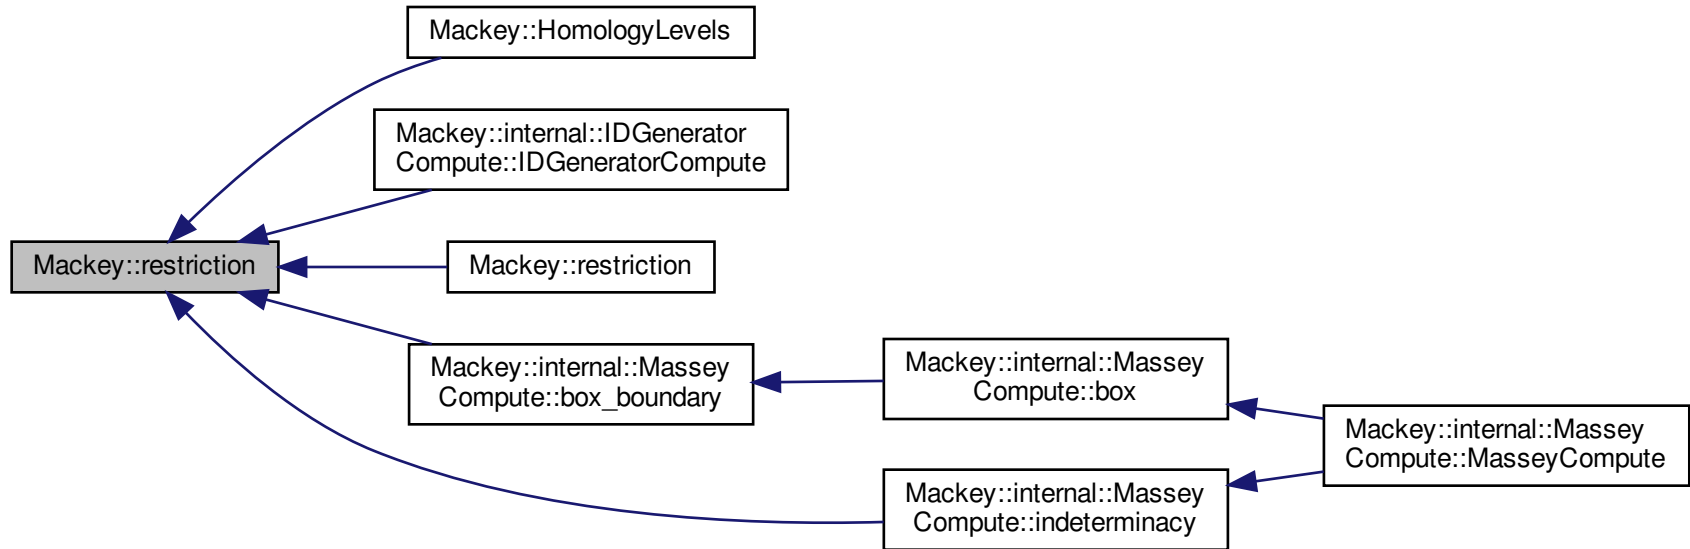 Mackey::HomologyLevels
Mackey::internal::IDGenerator
Compute::IDGeneratorCompute
Mackey::restriction
Mackey::restriction
Mackey::internal::Massey
Compute::box_boundary
Mackey::internal::Massey
Compute::box
Mackey::internal::Massey
Compute::MasseyCompute
Mackey::internal::Massey
Compute::indeterminacy